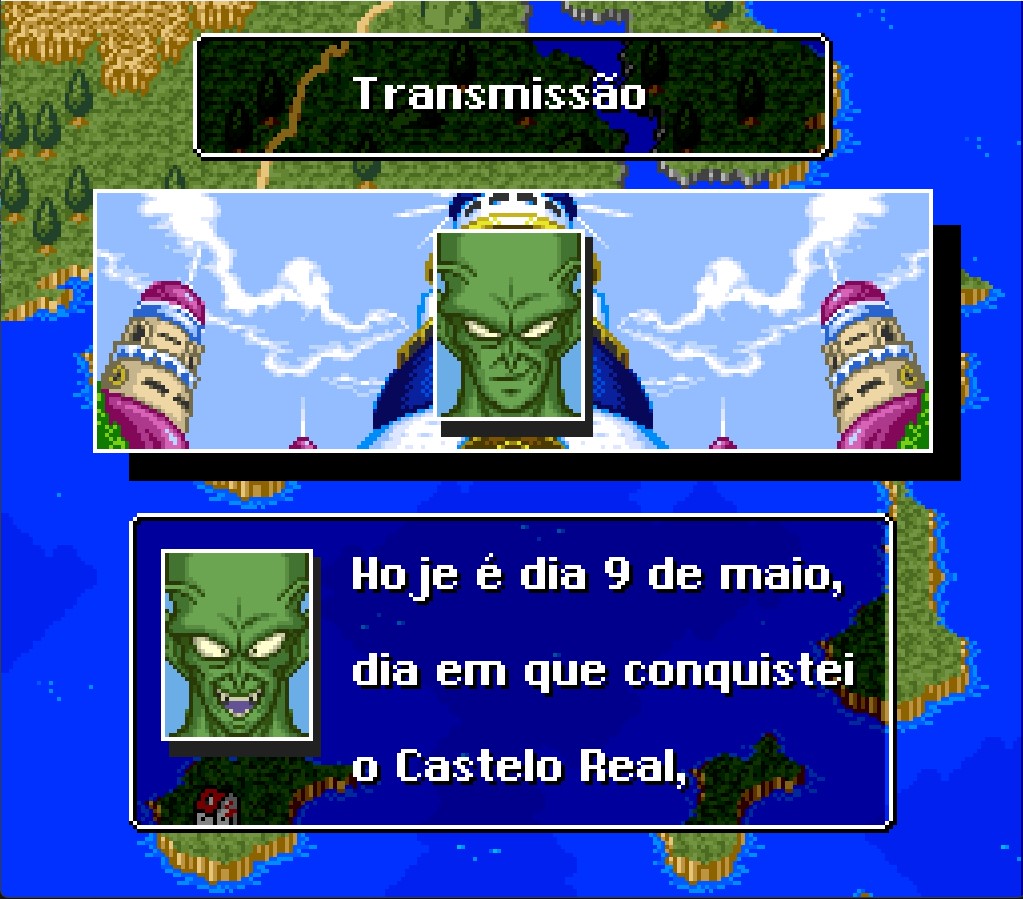 Transmissão
Hoje é dia 9 de maio,
dia em que conquistei
o Castelo Real,